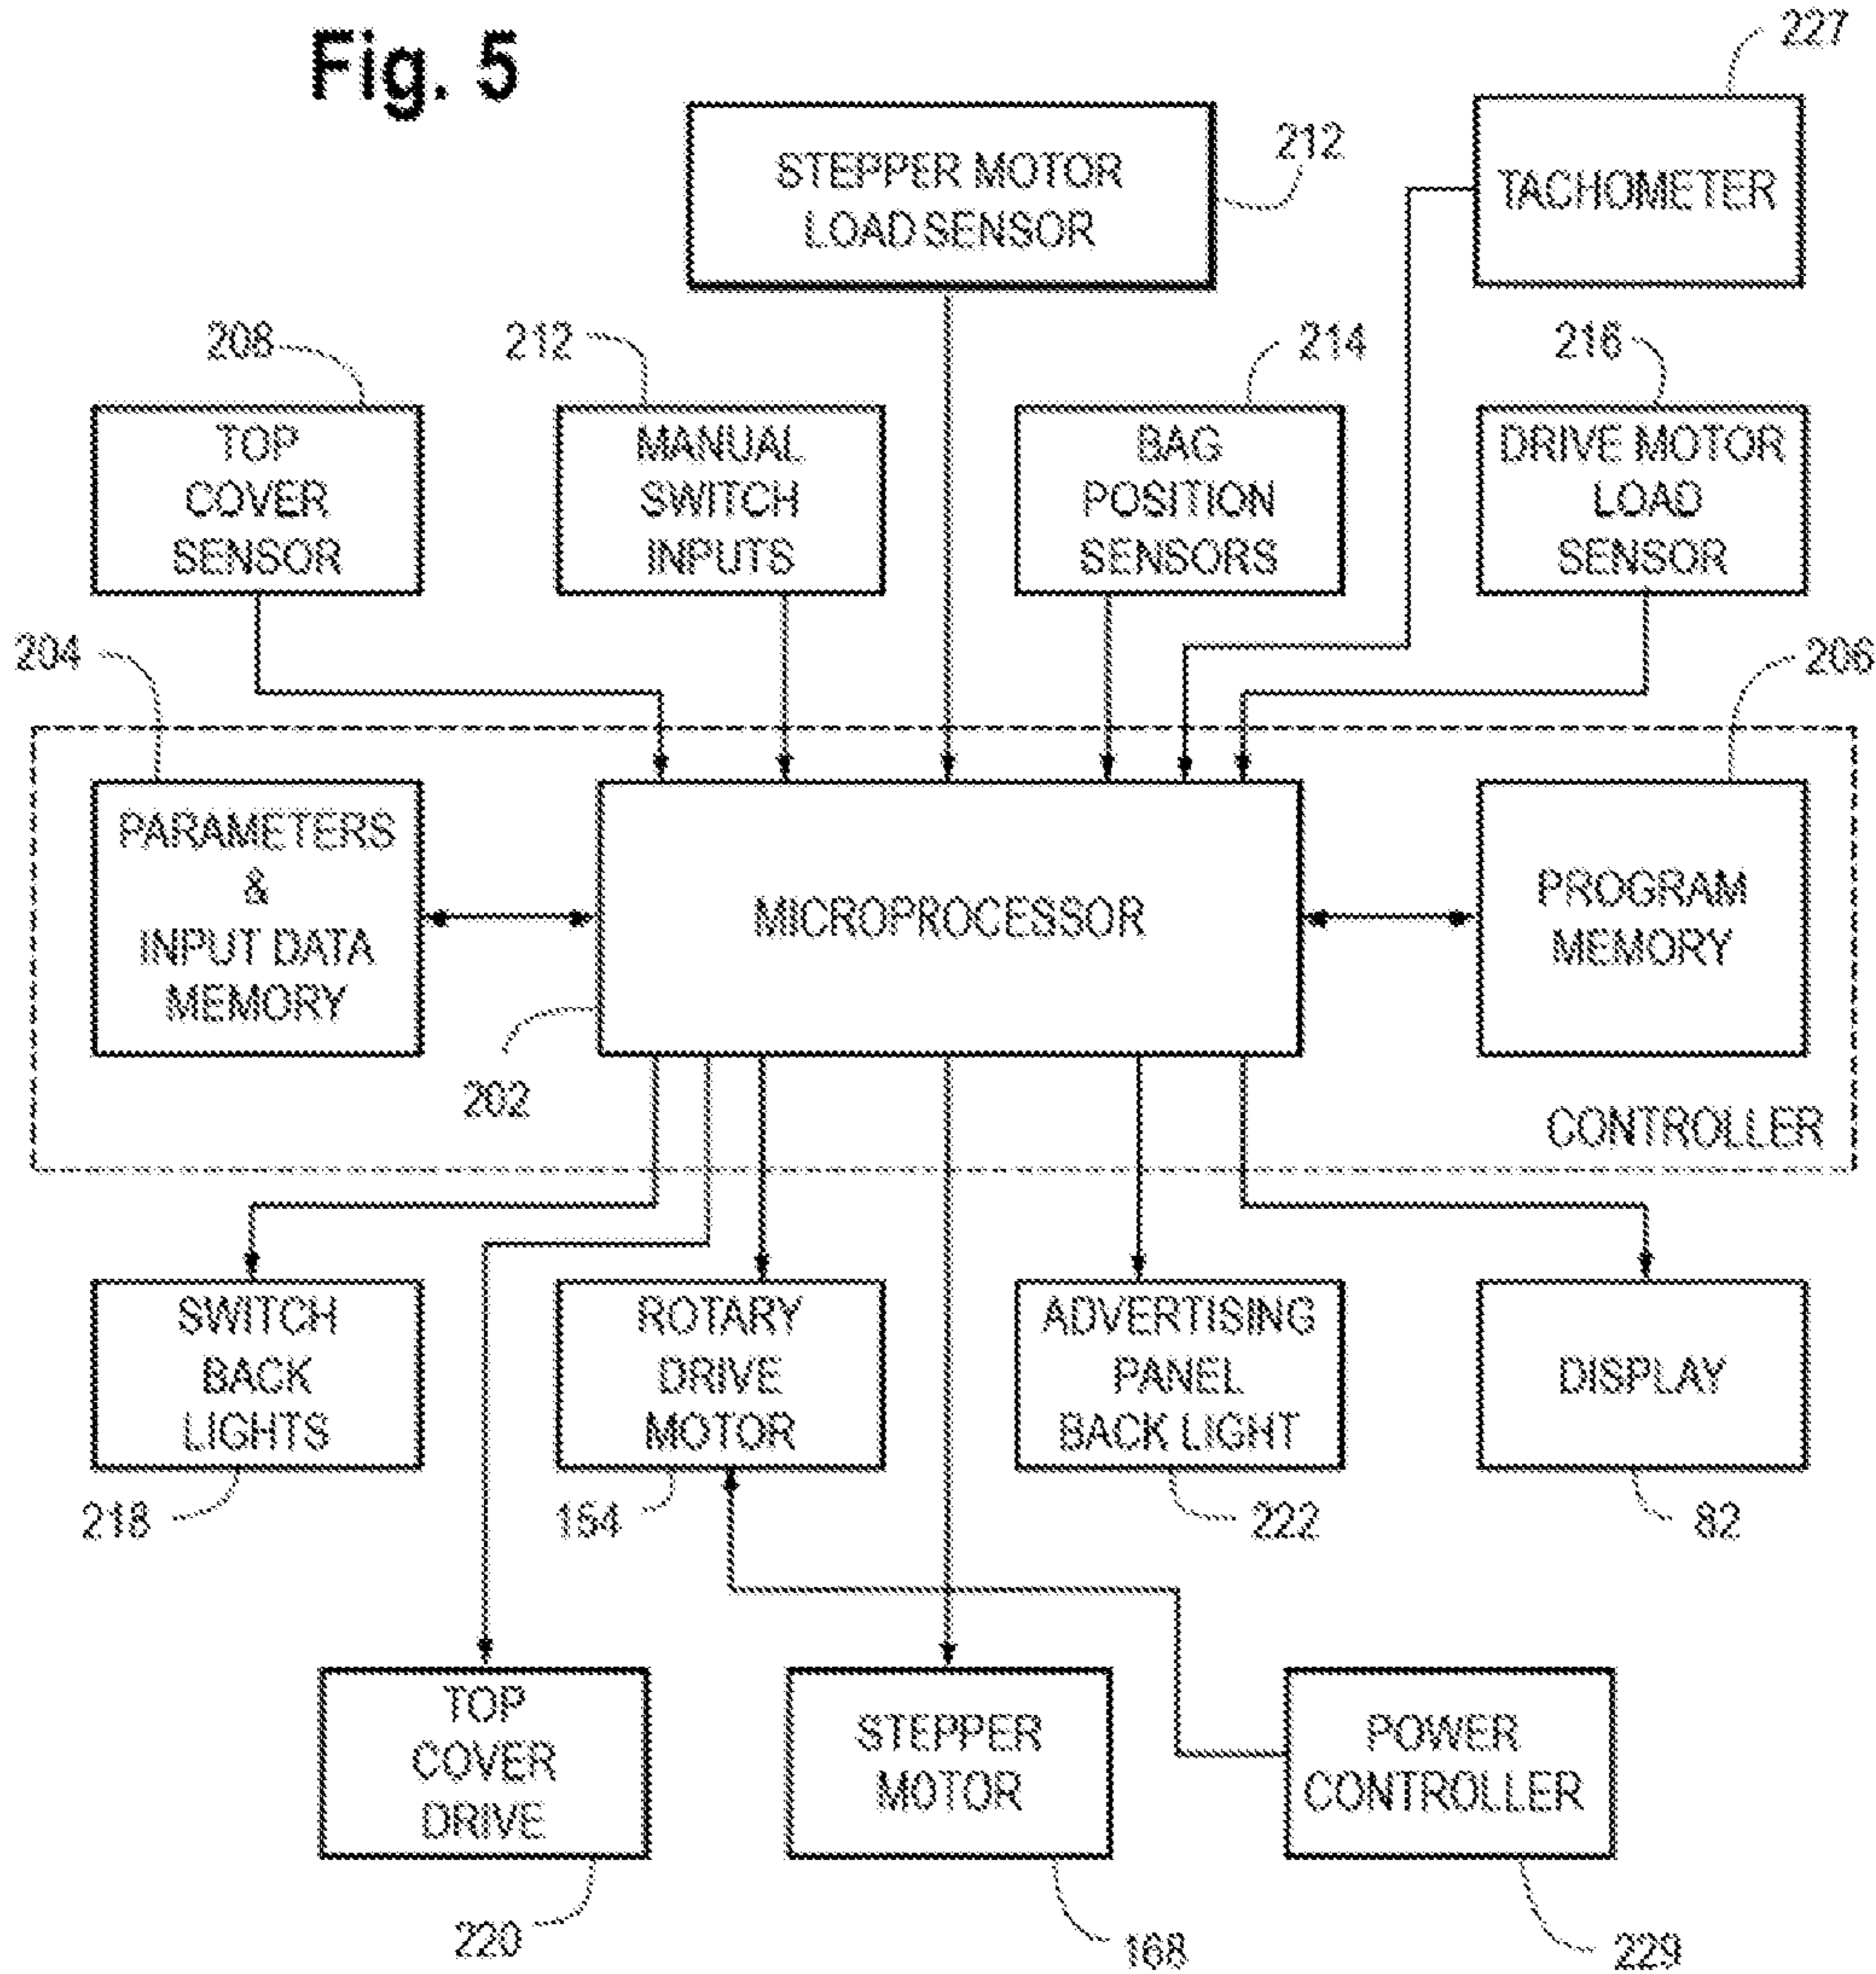 Fig. 5
227
STEPPER MOTOR
LOAD SENSOR
212
TACHOMETER
208
212
214
216
TOP
COVER
SENSOR
MANUAL
SWITCH
INPUTS
BAG
POSITION
SENSORS
DRIVE MOTOR
LOAD
SENSOR
204
206
PARAMETERS
&
INPUT DATA
MEMORY
MICROPROCESSOR
PROGRAM
MEMORY
202
CONTROLLER
SWITCH
BACK
LIGHTS
ROTARY
DRIVE
MOTOR
ADVERTISING
PANEL
BACK LIGHT
DISPLAY
218
154
222
82
TOP
COVER
DRIVE
STEPPER
MOTOR
POWER
CONTROLLER
220
168
229